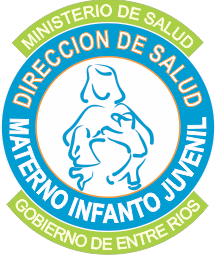 MINISTERIO DE SALUD
DIRECCION DE SALUD
MATERNO INFANTO JUVENIL
GOBIERNO DE ENTRE RIOS